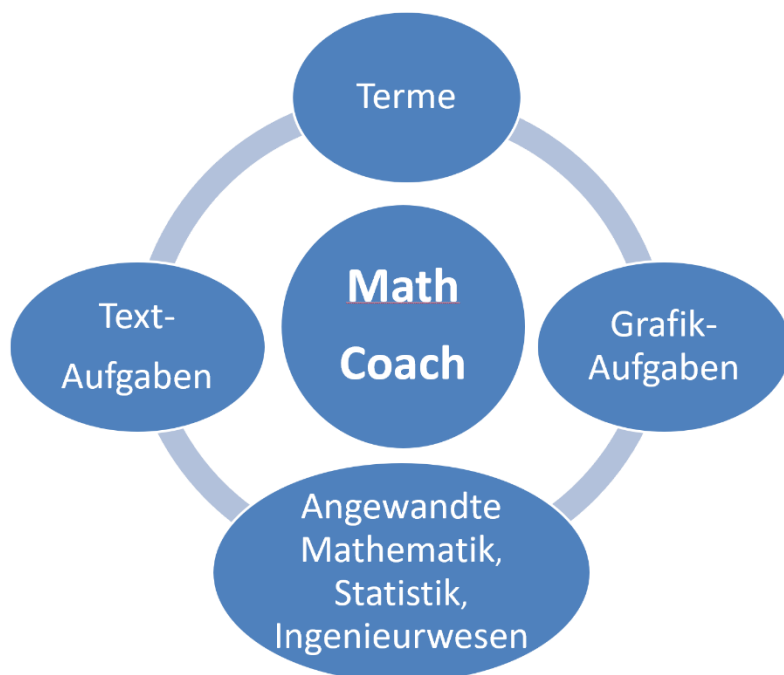 Terme
Math
Coach
Text-
Aufgaben
Grafik-
Aufgaben
Angewandte
Mathematik,
Statistik,
Ingenieurwesen